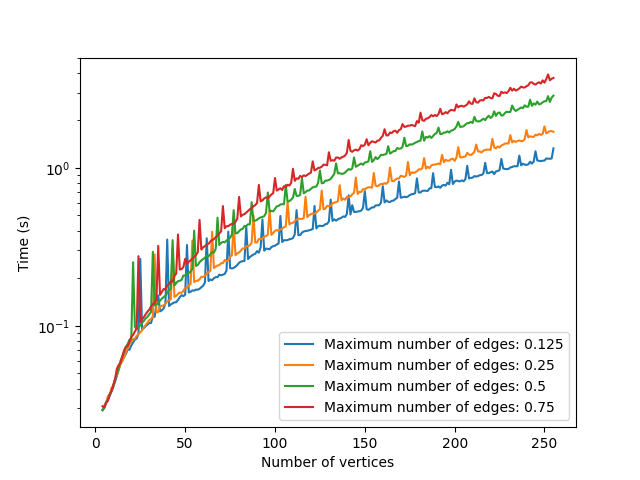 10⁰
10⁻¹
Time (s)
0
50
100
150
200
250
Number of vertices
Maximum number of edges: 0.125
Maximum number of edges: 0.25
Maximum number of edges: 0.5
Maximum number of edges: 0.75